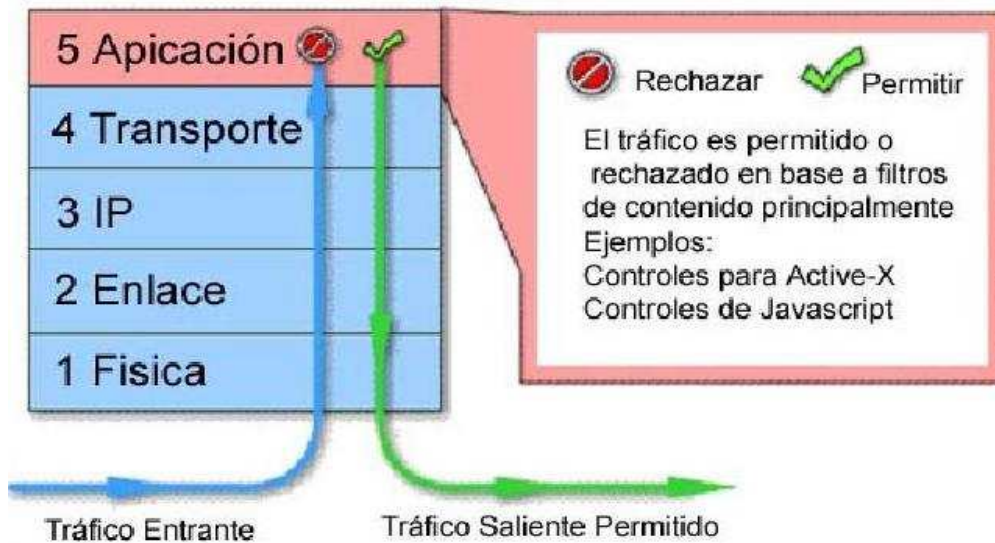 5 Apicación
4 Transporte
3 IP
2 Enlace
1 Fisica
Rechazar
Permitir
El tráfico es permitido o
rechazado en base a filtros
de contenido principalmente
Ejemplos:
Controles para Active-X
Controles de Javascript
Tráfico Entrante
Tráfico Saliente Permitido